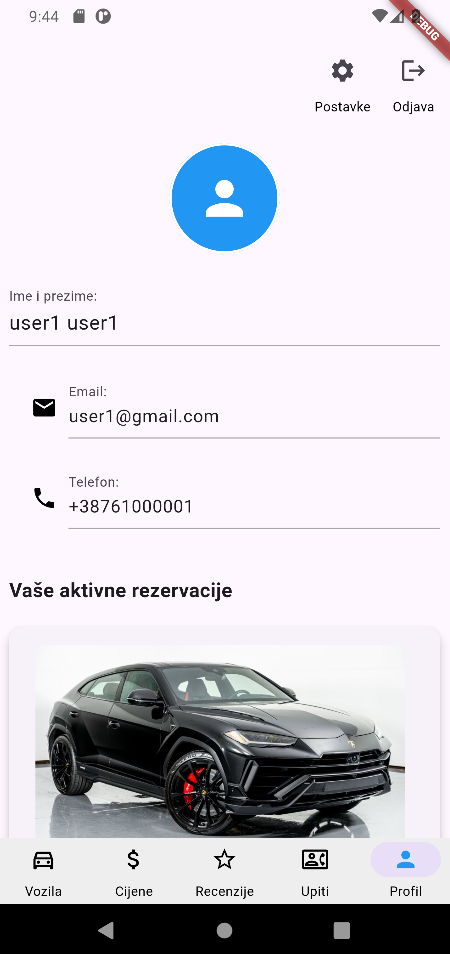 9:44
DEBUG
Postavke Odjava
Ime i prezime:
user1 user1
Email:
user1@gmail.com
Telefon:
+38761000001
Vaše aktivne rezervacije
Vozila Cijene Recenzije Upiti Profil